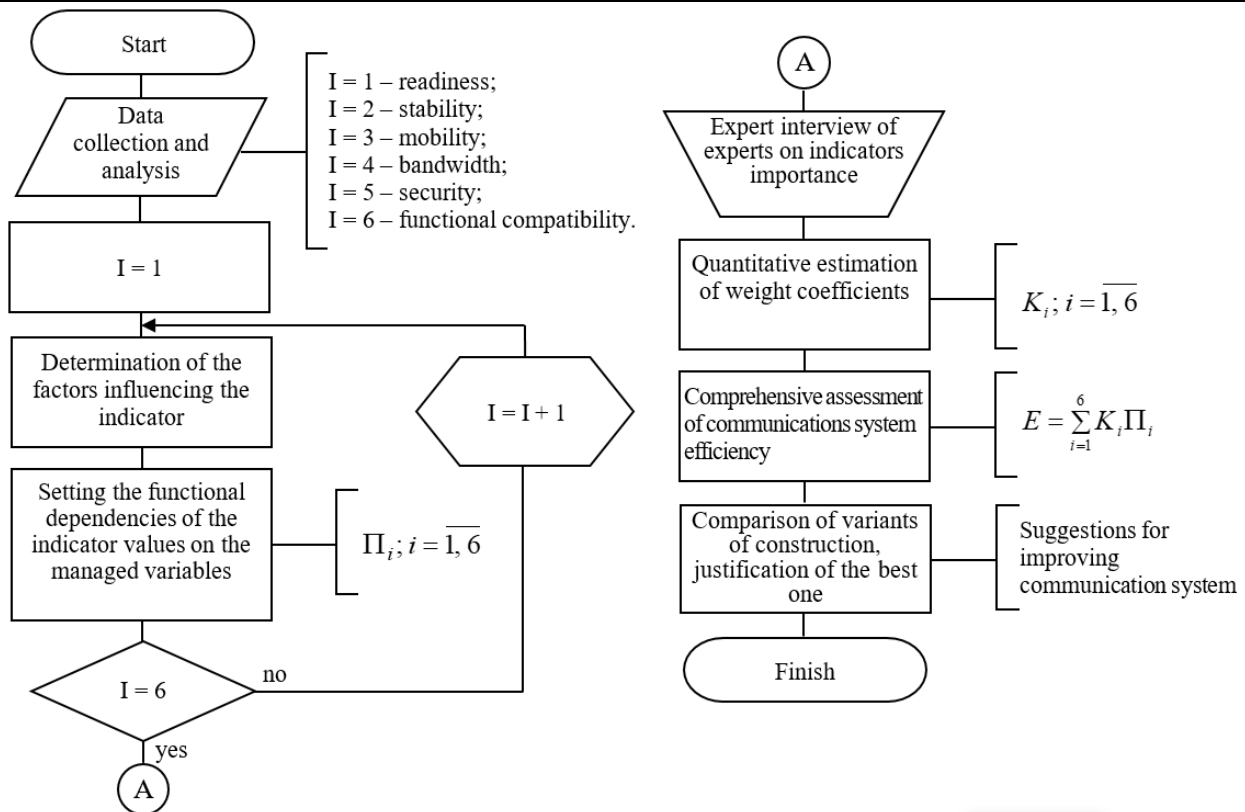 Start
Data
collection and
analysis
I = 1 – readiness;
I = 2 – stability;
I = 3 – mobility;
I = 4 – bandwidth;
I = 5 – security;
I = 6 – functional compatibility.
I = 1
Determination of the
factors influencing the
indicator
I = I + 1
Setting the functional
dependencies of the
indicator values on the
managed variables
Π_i; i = \overline{1, 6}
I = 6
no
yes
A
A
Expert interview of
experts on indicators
importance
Quantitative estimation
of weight coefficients
K_i; i = \overline{1, 6}
Comprehensive assessment
of communications system
efficiency
E = \sum_{i=1}^{6} K_i Π_i
Comparison of variants
of construction,
justification of the best
one
Suggestions for
improving
communication system
Finish